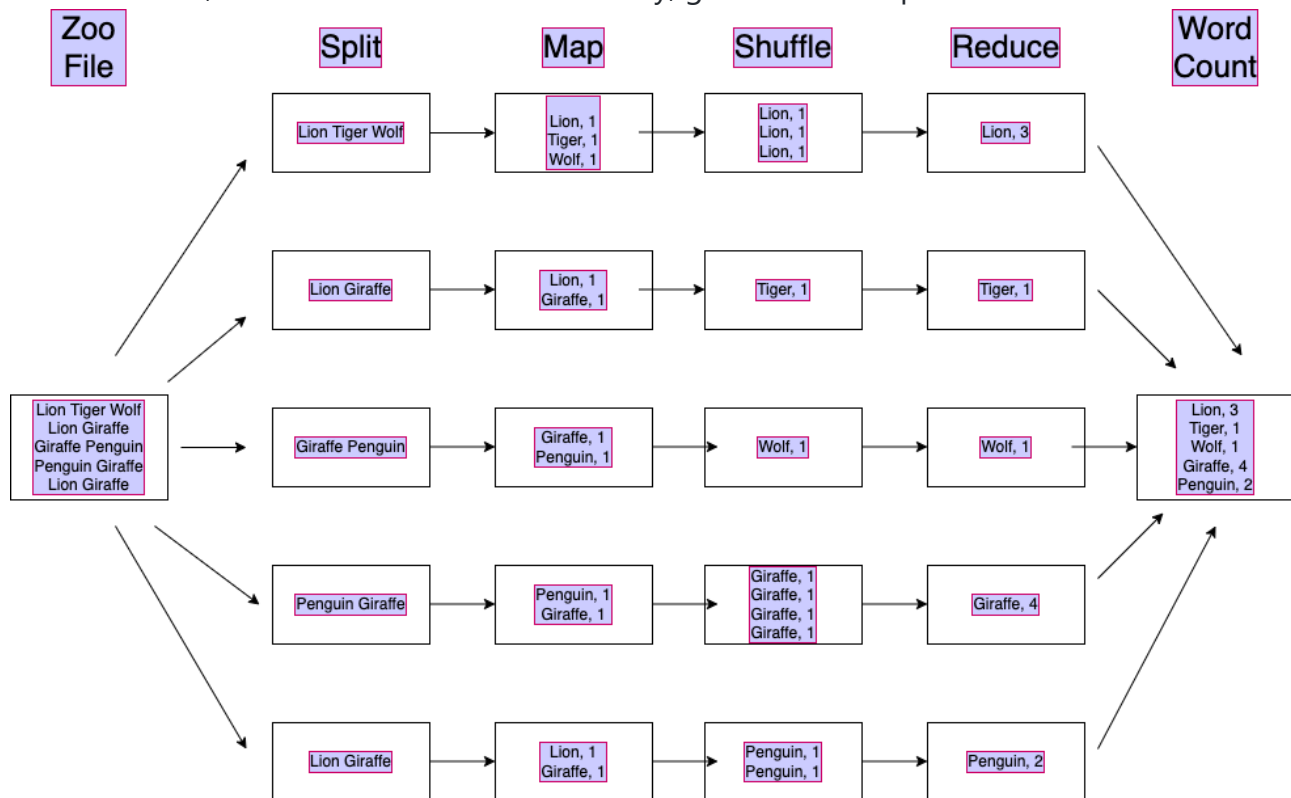 Zoo
File
Split
Map
Shuffle
Reduce
Word
Count
Lion Tiger Wolf
Lion, 1
Tiger, 1
Wolf, 1
Lion, 1
Lion, 1
Lion, 1
Lion, 3
Lion Giraffe
Lion, 1
Giraffe, 1
Tiger, 1
Tiger, 1
Lion Tiger Wolf
Lion Giraffe
Giraffe Penguin
Penguin Giraffe
Lion Giraffe
Giraffe Penguin
Giraffe, 1
Penguin, 1
Wolf, 1
Wolf, 1
Lion, 3
Tiger, 1
Wolf, 1
Giraffe, 4
Penguin, 2
Penguin Giraffe
Penguin, 1
Giraffe, 1
Giraffe, 1
Giraffe, 1
Giraffe, 1
Giraffe, 1
Giraffe, 4
Lion Giraffe
Lion, 1
Giraffe, 1
Penguin, 1
Penguin, 1
Penguin, 2